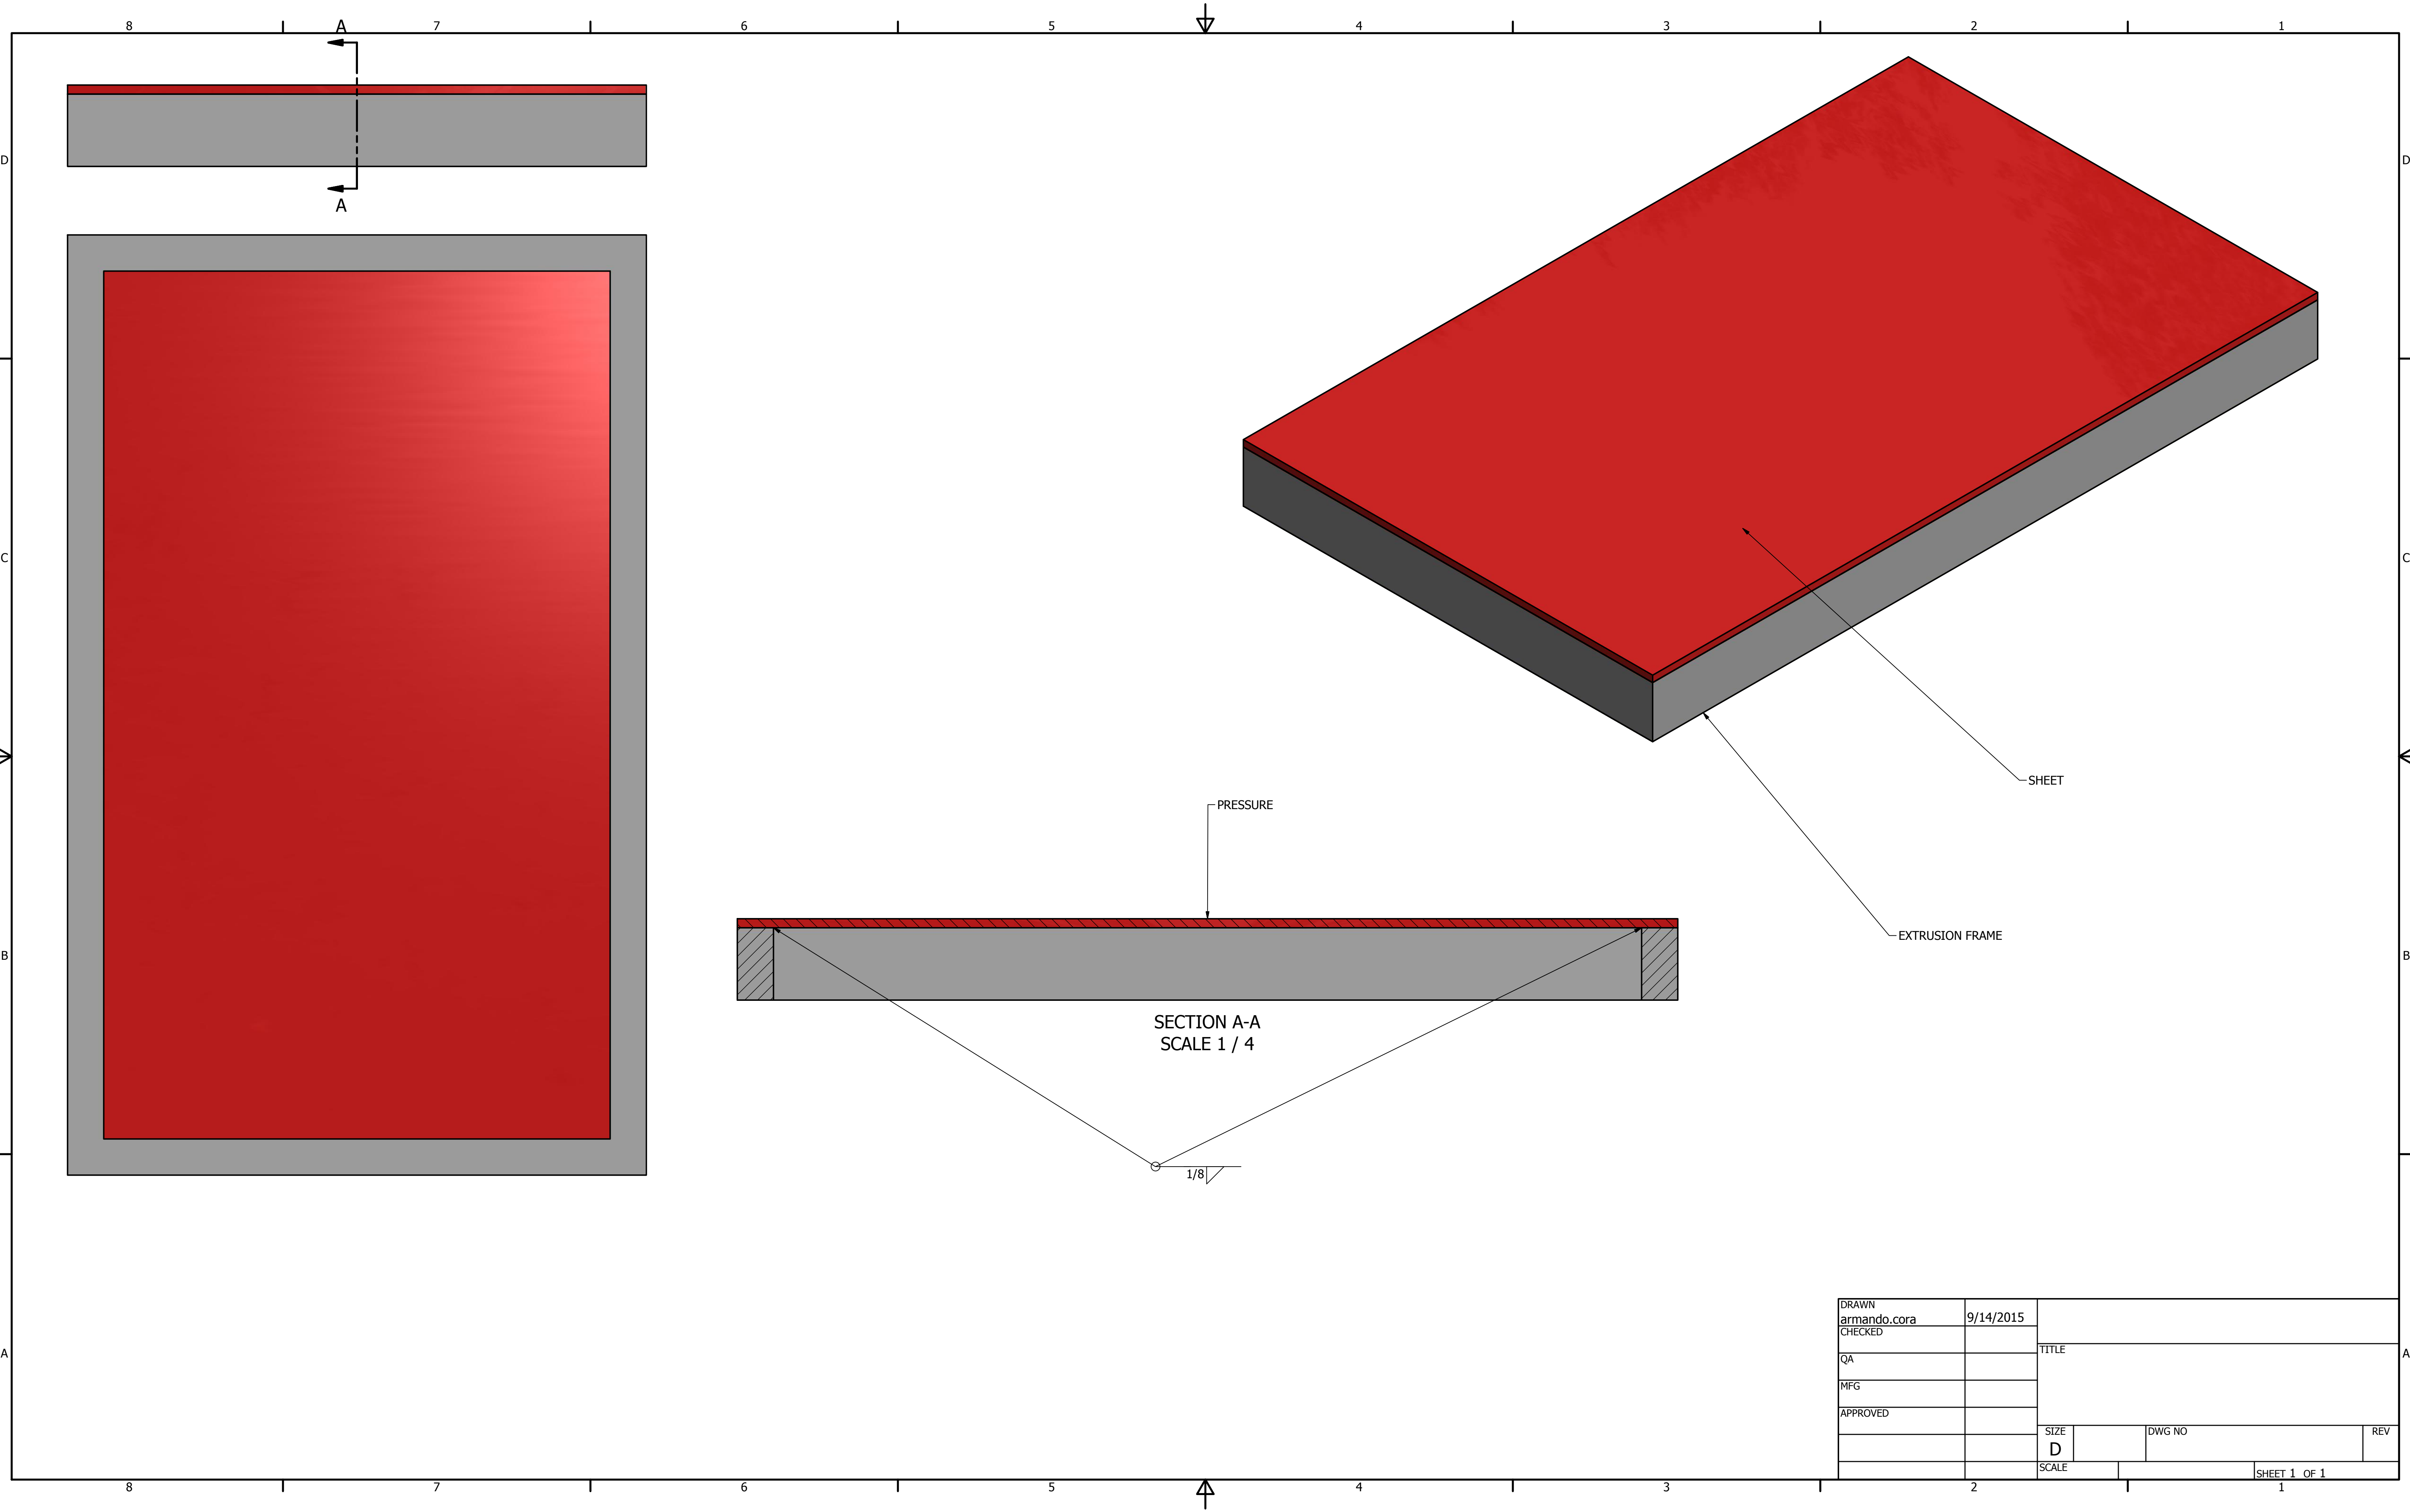 8 7 6 5 4 3 2 1
A
A
D D
C C
B B
A A
SHEET
PRESSURE
EXTRUSION FRAME
SECTION A-A
SCALE 1 / 4
1/8
DRAWN
armando.cora 9/14/2015
CHECKED
QA
MFG
APPROVED
TITLE
SIZE DWG NO REV
D
SCALE
SHEET 1 OF 1
8 7 6 5 4 3 2 1